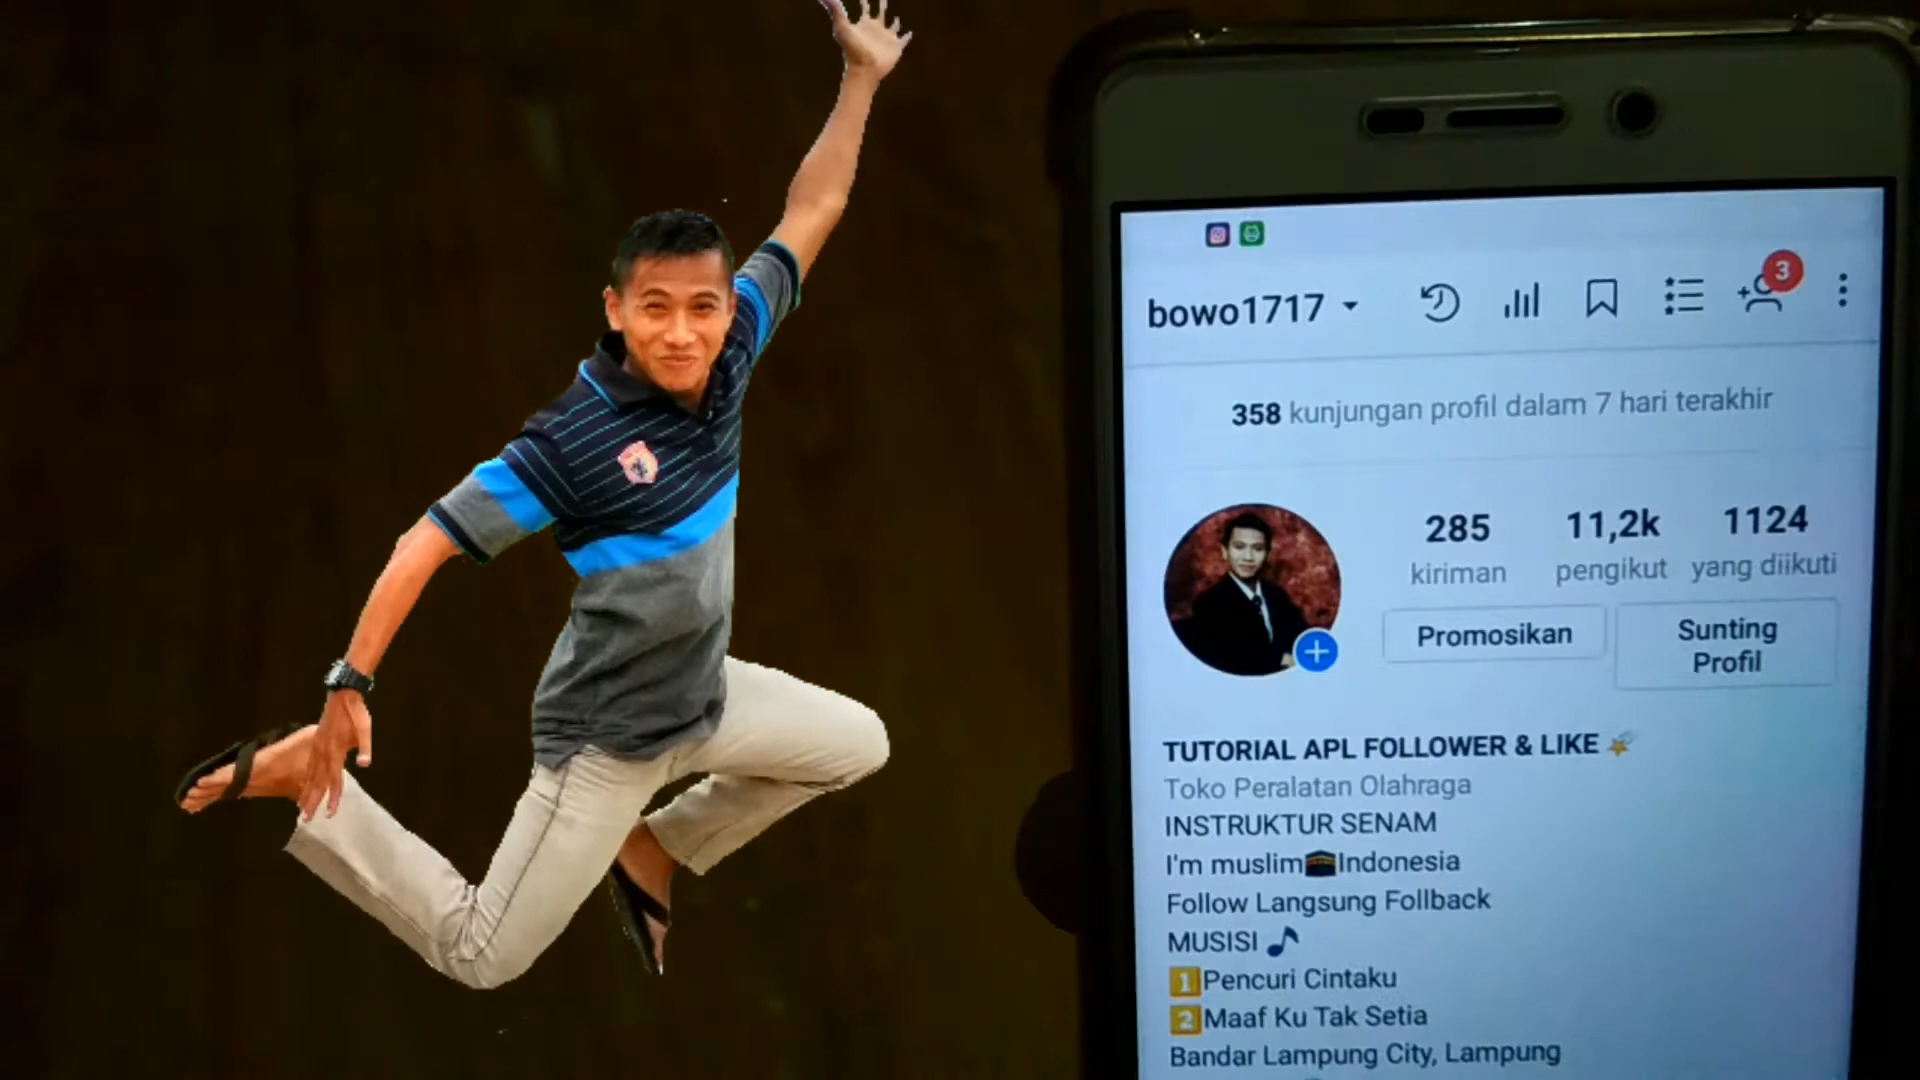 bowo1717
3
358 kunjungan profil dalam 7 hari terakhir
285 11,2k 1124
kiriman pengikut yang diikuti
Promosikan
Sunting
Profil
TUTORIAL APL FOLLOWER & LIKE
Toko Peralatan Olahraga
INSTRUKTUR SENAM
I'm muslim🕋Indonesia
Follow Langsung Follback
MUSISI 🎵
1 Pencuri Cintaku
2 Maaf Ku Tak Setia
Bandar Lampung City, Lampung